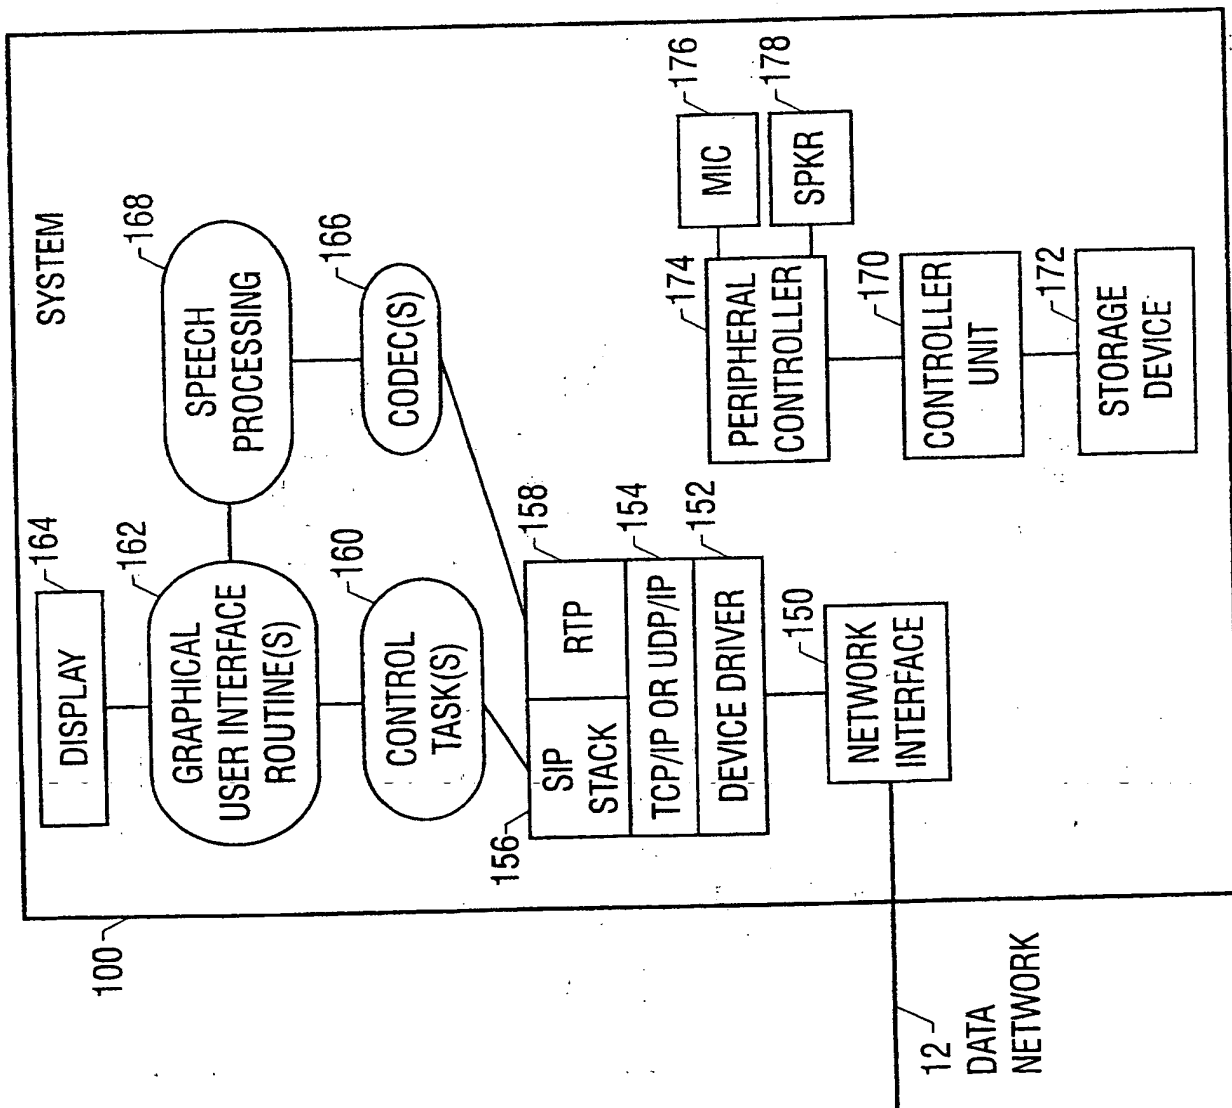 100
SYSTEM
DISPLAY
164
GRAPHICAL
USER INTERFACE
ROUTINE(S)
162
SPEECH
PROCESSING
168
CONTROL
TASK(S)
160
CODEC(S)
166
156
SIP
STACK
RTP
158
TCP/IP OR UDP/IP
154
DEVICE DRIVER
152
NETWORK
INTERFACE
150
PERIPHERAL
CONTROLLER
174
MIC
176
SPKR
178
CONTROLLER
UNIT
170
STORAGE
DEVICE
172
12
DATA
NETWORK